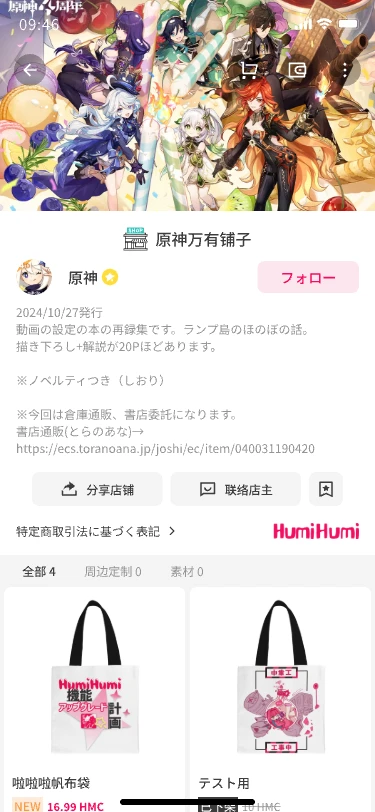 原神4周年
09:46
SHOP
原神万有铺子
原神
フォロー
2024/10/27発行
動画の設定の本の再録集です。ランプ島のほのぼの話。
描き下ろし+解説が20Pほどあります。
※ノベルティつき（しおり）
※今回は倉庫通販、書店委託になります。
書店通販(とらのあな)→
https://ecs.toranoana.jp/joshi/ec/item/040031190420
分享店铺
联络店主
特定商取引法に基づく表記
HumiHumi
全部 4
周边定制 0
素材 0
HumiHumi
機能
アップグレード計
画
中業工
工事中
啦啦啦帆布袋
テスト用
NEW 16.99 HMC
已下架 10 HMC